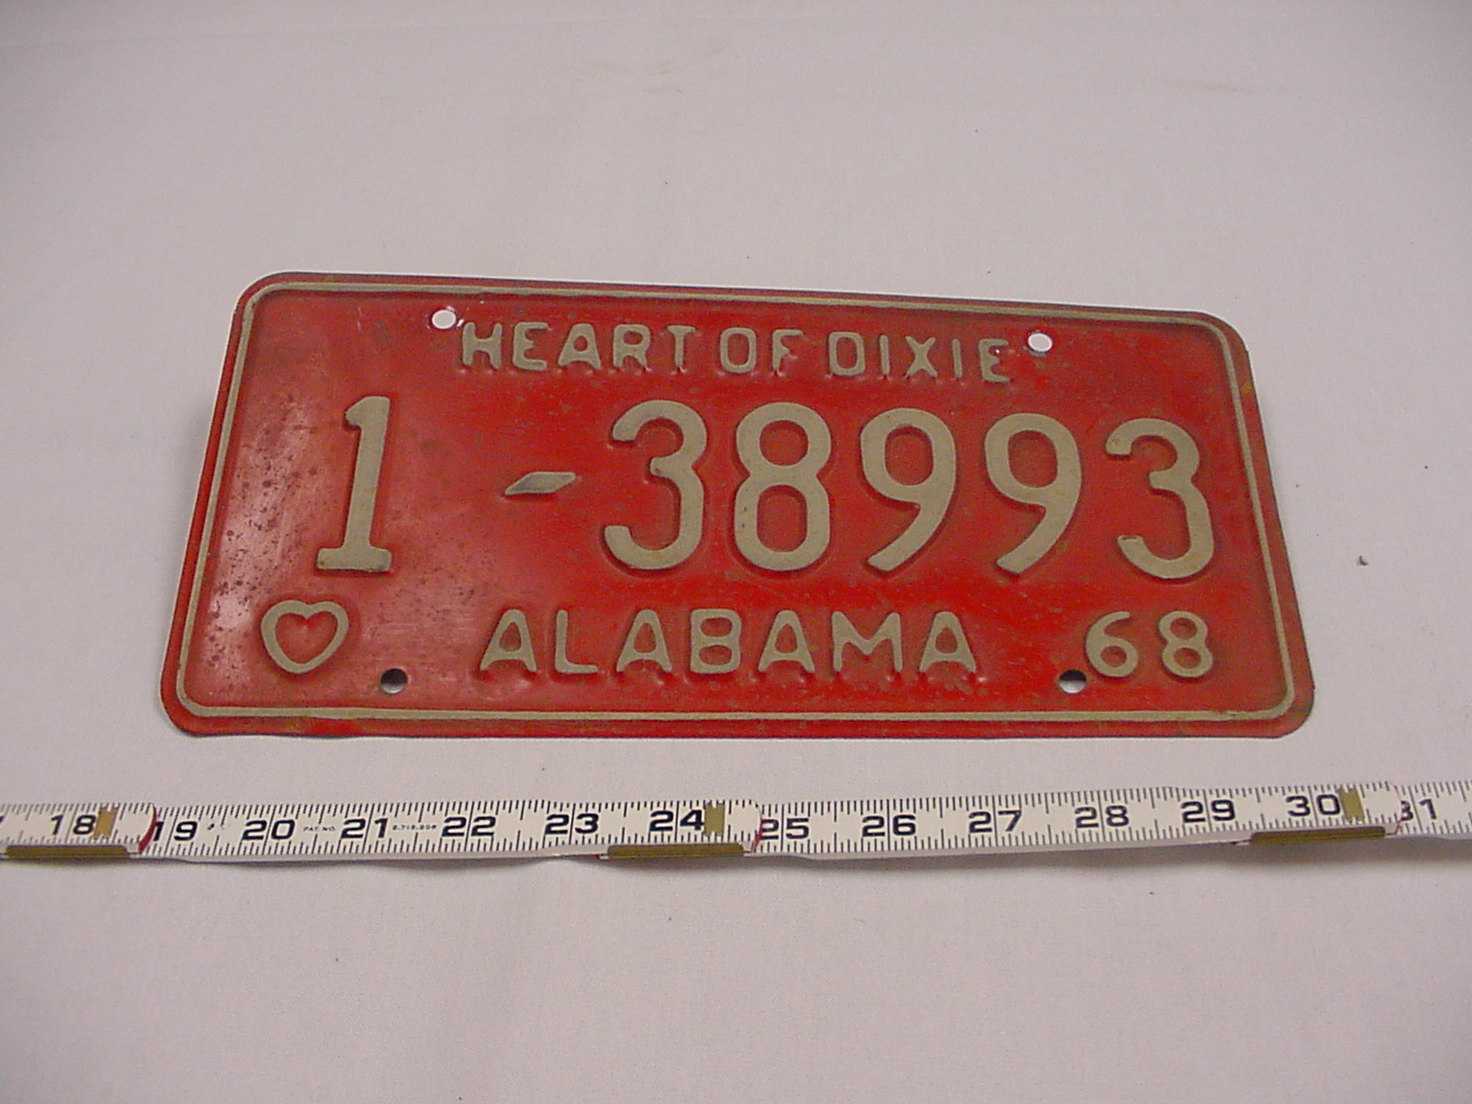 HEART OF DIXIE
1-38993
ALABAMA 68
18 19 20 21 22 23 24 25 26 27 28 29 30 31